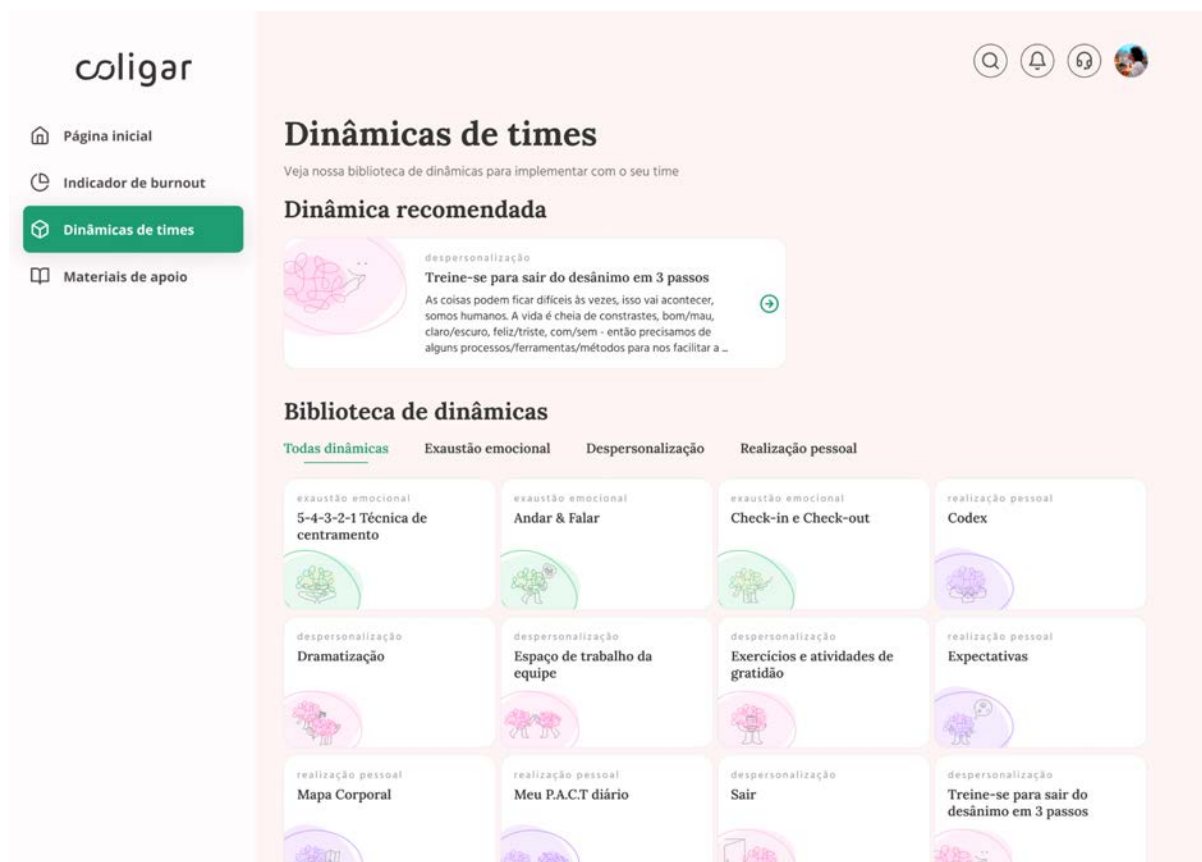 coligar
Página inicial
Indicador de burnout
Dinâmicas de times
Materiais de apoio
Dinâmicas de times
Veja nossa biblioteca de dinâmicas para implementar com o seu time
Dinâmica recomendada
despersonalização
Treine-se para sair do desânimo em 3 passos
As coisas podem ficar difíceis às vezes, isso vai acontecer,
somos humanos. A vida é cheia de constrastes, bom/mau,
claro/escuro, feliz/triste, com/sem - então precisamos de
alguns processos/ferramentas/métodos para nos facilitar a ...
Biblioteca de dinâmicas
Todas dinâmicas Exaustão emocional Despersonalização Realização pessoal
exaustão emocional
5-4-3-2-1 Técnica de
centramento
exaustão emocional
Andar & Falar
exaustão emocional
Check-in e Check-out
realização pessoal
Codex
despersonalização
Dramatização
despersonalização
Espaço de trabalho da
equipe
despersonalização
Exercícios e atividades de
gratidão
realização pessoal
Expectativas
realização pessoal
Mapa Corporal
realização pessoal
Meu P.A.C.T diário
despersonalização
Sair
despersonalização
Treine-se para sair do
desânimo em 3 passos